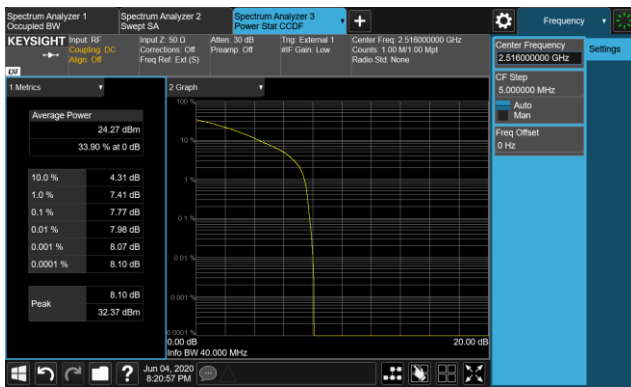 Spectrum Analyzer 1
Occupied BW
Spectrum Analyzer 2
Swept SA
Spectrum Analyzer 3
Power Stat CCDF
Frequency
KEYSIGHT
Input: RF
Coupling: DC
Align: Off
Input Z: 50 Ω
Corrections: Off
Freq Ref: Ext (S)
Atten: 30 dB
Preamp: Off
Trig: External 1
#IF Gain: Low
Center Freq: 2.516000000 GHz
Counts: 1.00 M/1.00 Mpt
Radio Std: None
LXI
Center Frequency
2.516000000 GHz
Settings
CF Step
5.000000 MHz
Auto
Man
Freq Offset
0 Hz
1 Metrics
2 Graph
Average Power
24.27 dBm
33.90 % at 0 dB
10.0 % 4.31 dB
1.0 % 7.41 dB
0.1 % 7.77 dB
0.01 % 7.98 dB
0.001 % 8.07 dB
0.0001 % 8.10 dB
Peak
8.10 dB
32.37 dBm
100 %
10 %
1 %
0.1 %
0.01 %
0.001 %
0.0001 %
0.00 dB
20.00 dB
Info BW 40.000 MHz
?
Jun 04, 2020
8:20:57 PM